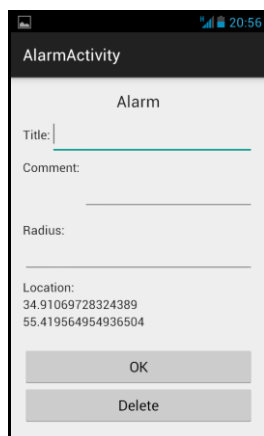 H 20:56
AlarmActivity
Alarm
Title:
Comment:
Radius:
Location:
34.91069728324389
55.419564954936504
OK
Delete